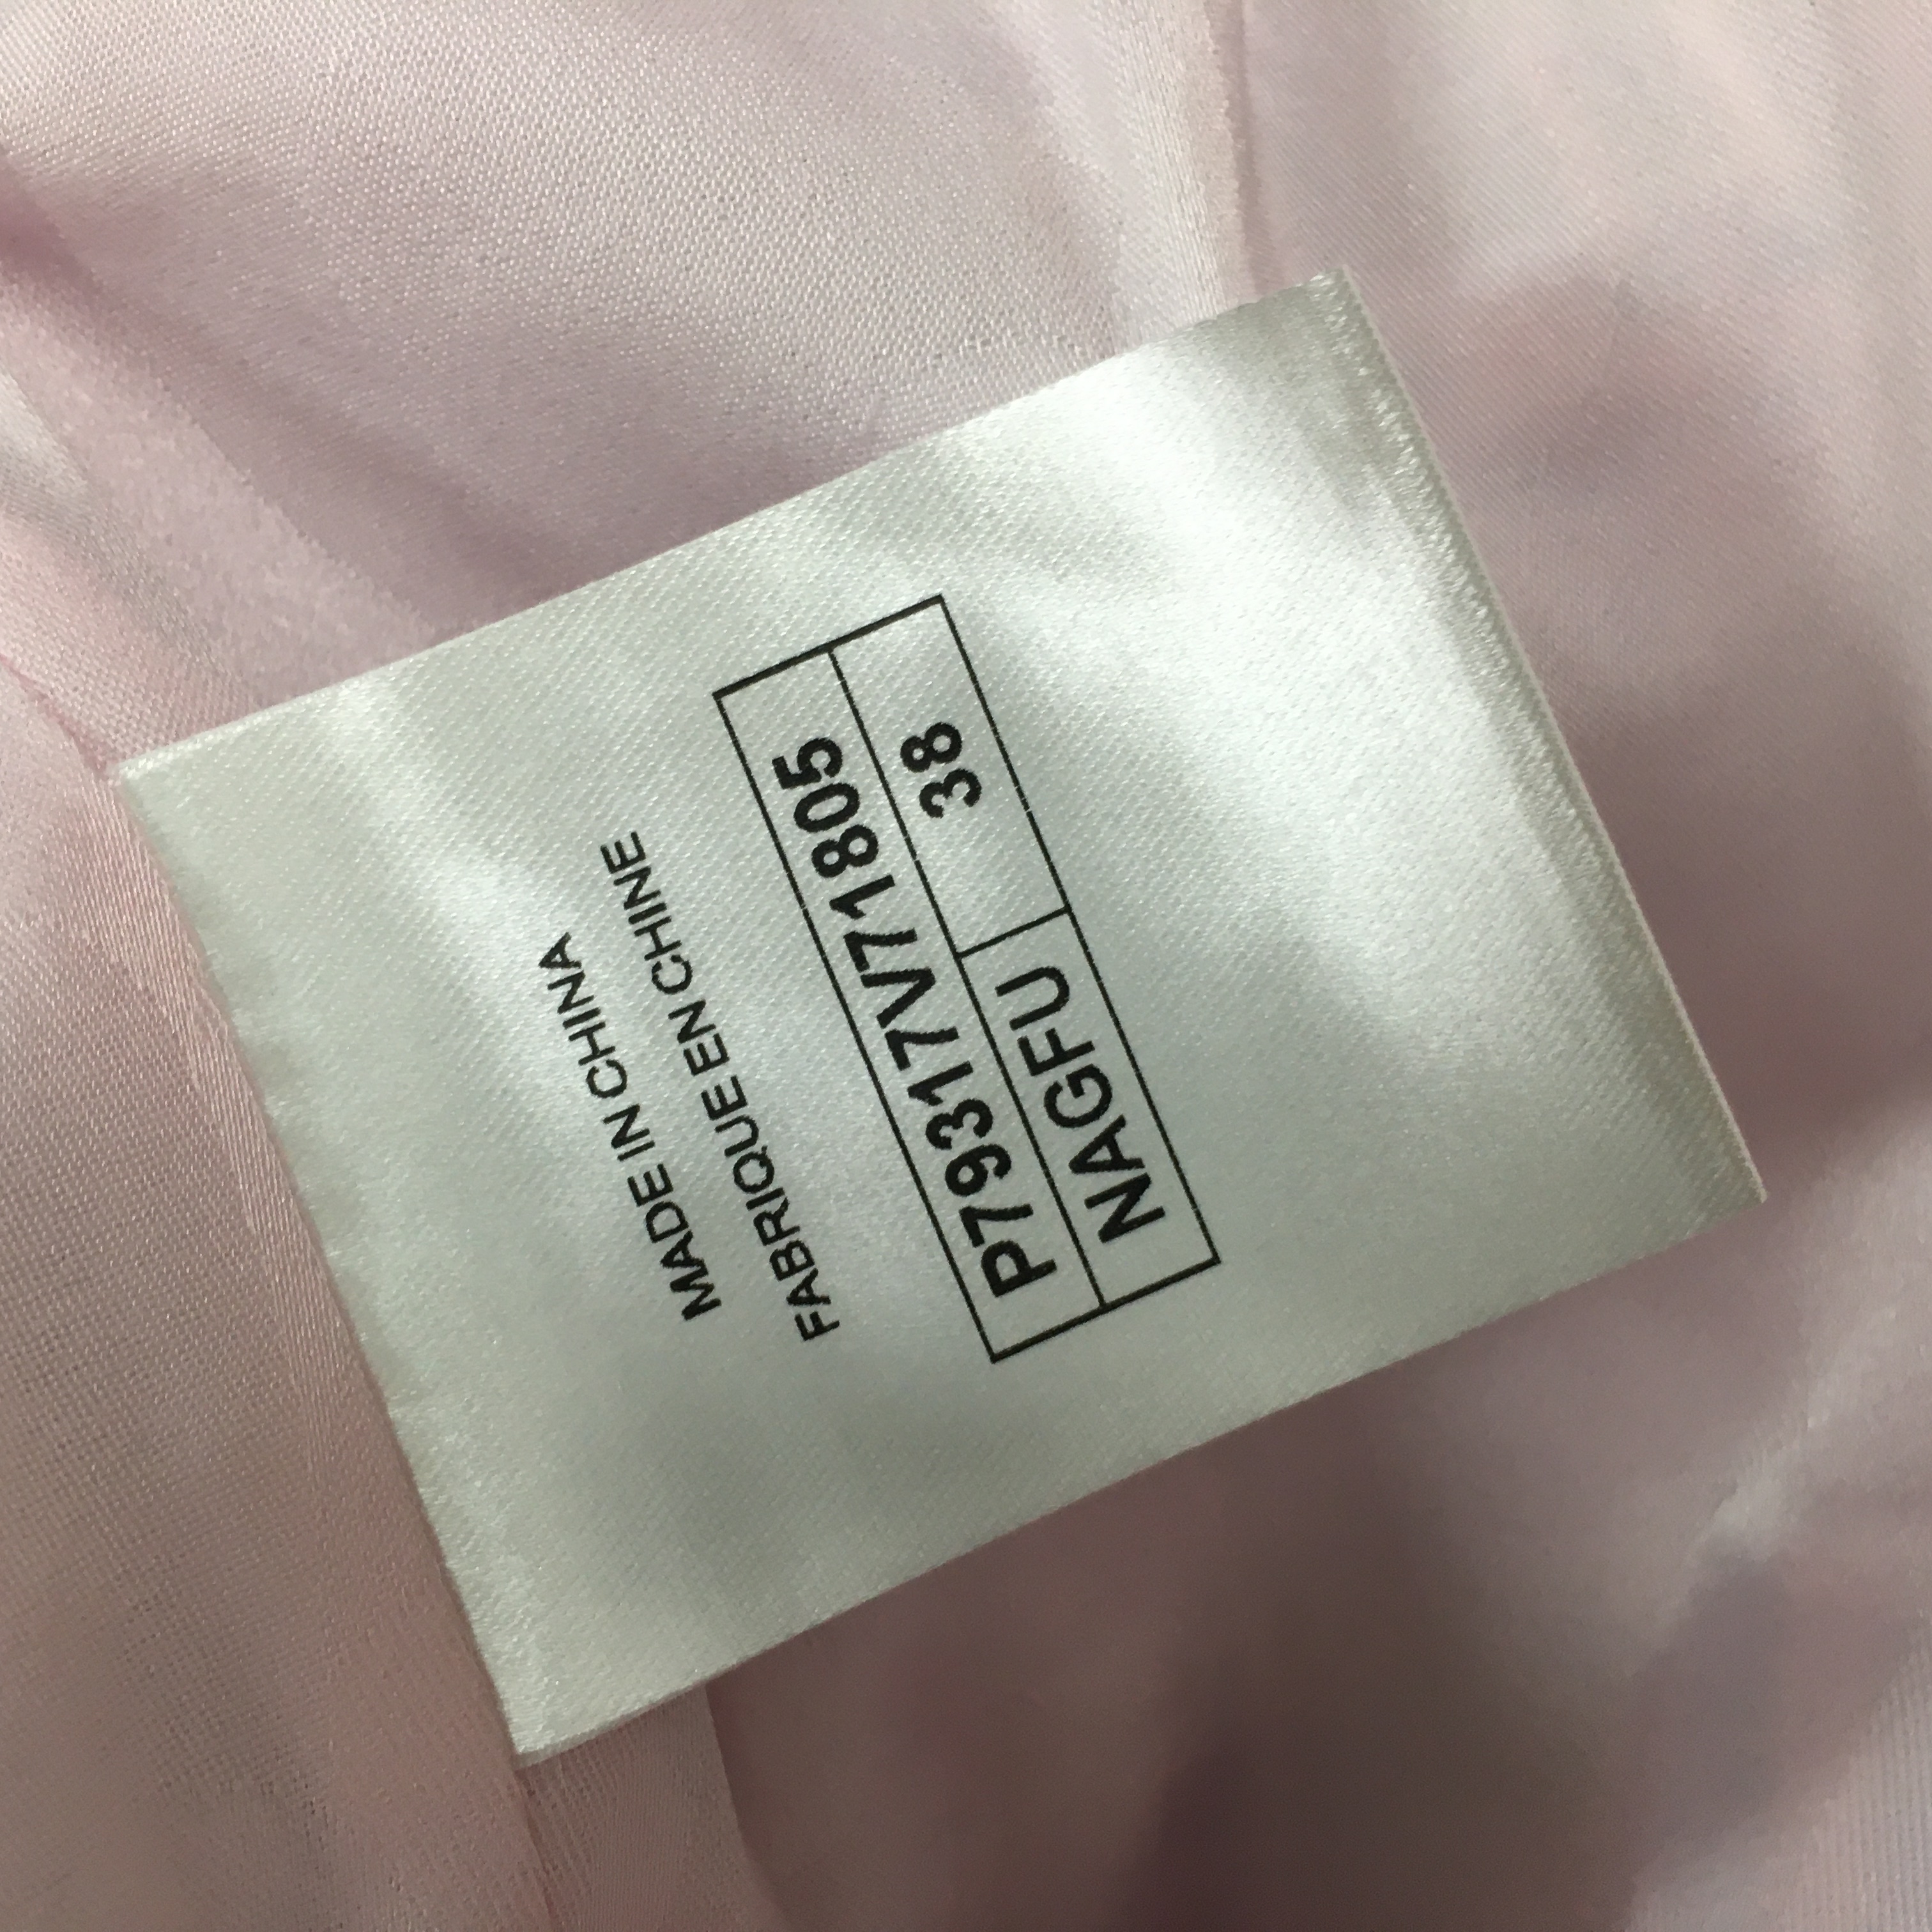 MADE IN CHINA
FABRIQUE EN CHINE
P79317V71805
NAGFU 38